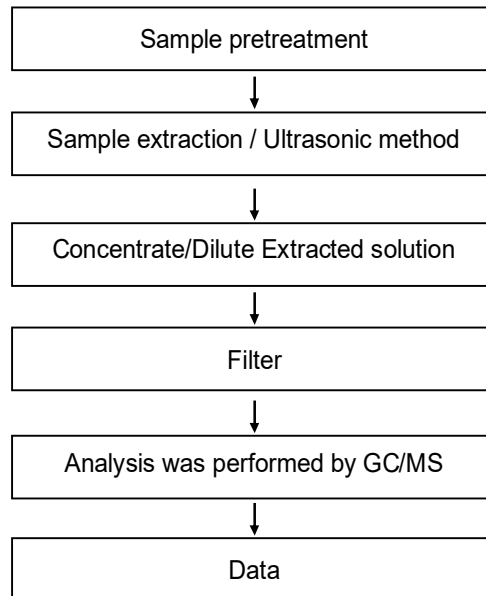 Sample pretreatment
Sample extraction / Ultrasonic method
Concentrate/Dilute Extracted solution
Filter
Analysis was performed by GC/MS
Data